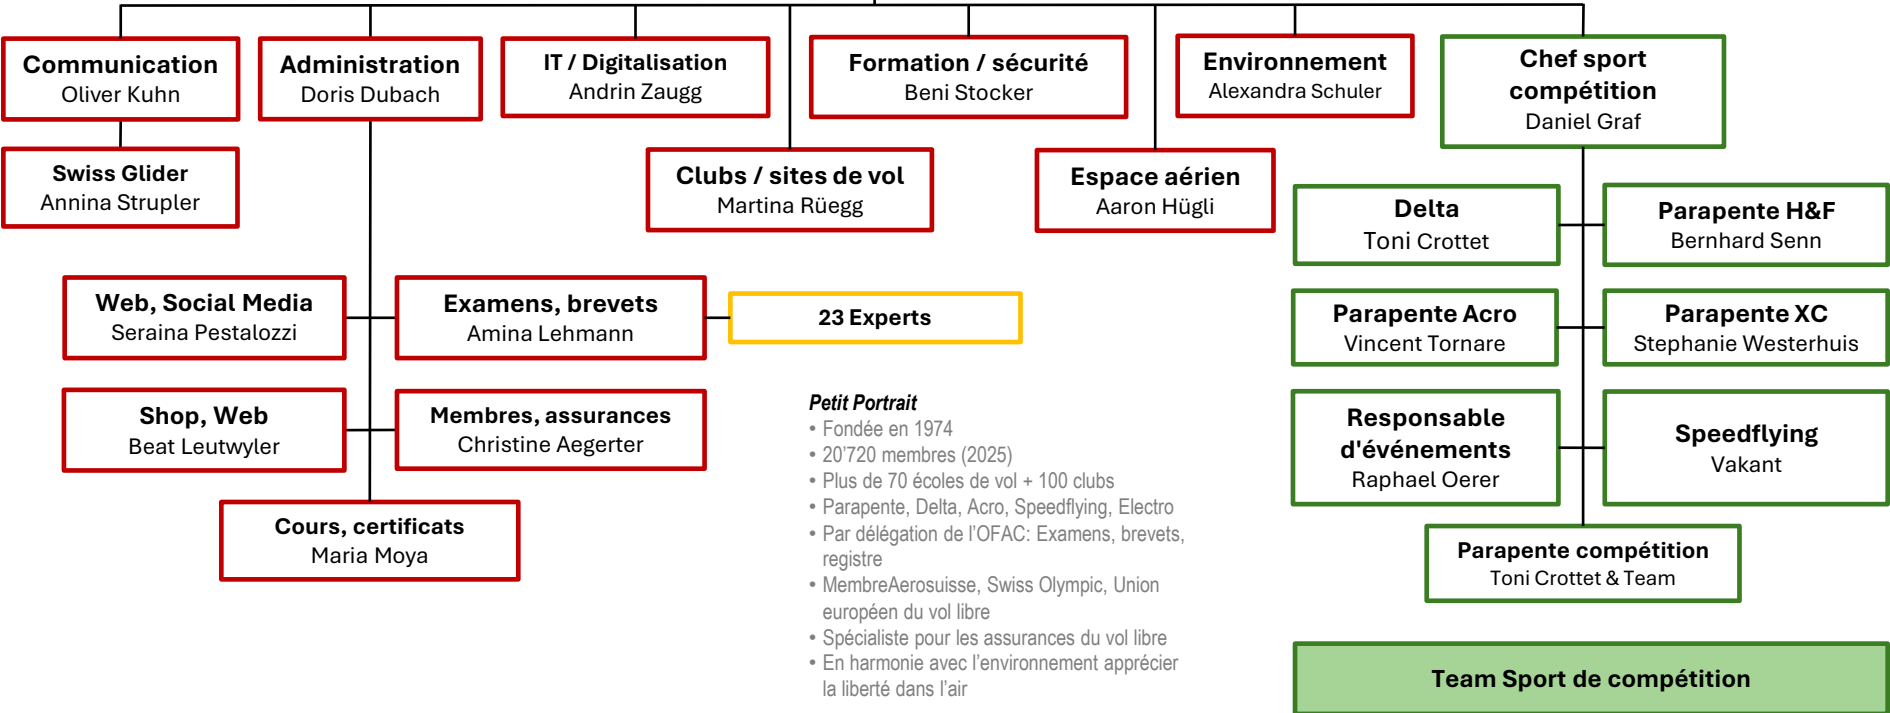 Communication
Oliver Kuhn
Administration
Doris Dubach
IT / Digitalisation
Andrin Zaugg
Formation / sécurité
Beni Stocker
Environnement
Alexandra Schuler
Chef sport
compétition
Daniel Graf
Swiss Glider
Annina Strupler
Clubs / sites de vol
Martina Rüegg
Espace aérien
Aaron Hügli
Delta
Toni Crottet
Parapente H&F
Bernhard Senn
Web, Social Media
Seraina Pestalozzi
Examens, brevets
Amina Lehmann
23 Experts
Parapente Acro
Vincent Tornare
Parapente XC
Stephanie Westerhuis
Shop, Web
Beat Leutwyler
Membres, assurances
Christine Aegerter
Responsable
d'événements
Raphael Oerer
Speedflying
Vakant
Cours, certificats
Maria Moya
Parapente compétition
Toni Crottet & Team
Petit Portrait
• Fondée en 1974
• 20’720 membres (2025)
• Plus de 70 écoles de vol + 100 clubs
• Parapente, Delta, Acro, Speedflying, Electro
• Par délégation de l’OFAC: Examens, brevets,
registre
• MembreAerosuisse, Swiss Olympic, Union
européen du vol libre
• Spécialiste pour les assurances du vol libre
• En harmonie avec l’environnement apprécier
la liberté dans l’air
Team Sport de compétition